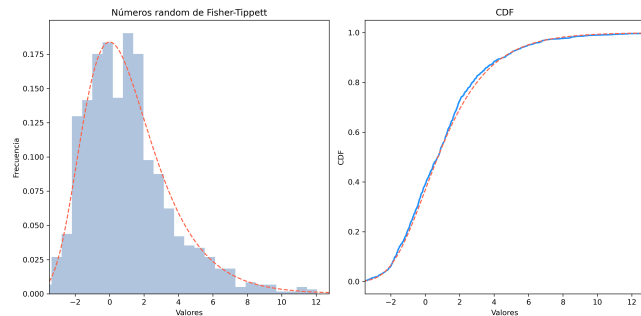 Números random de Fisher-Tippett
Frecuencia
0.175
0.150
0.125
0.100
0.075
0.050
0.025
0.000
−2 0 2 4 6 8 10 12
Valores
CDF
CDF
1.0
0.8
0.6
0.4
0.2
0.0
−2 0 2 4 6 8 10 12
Valores